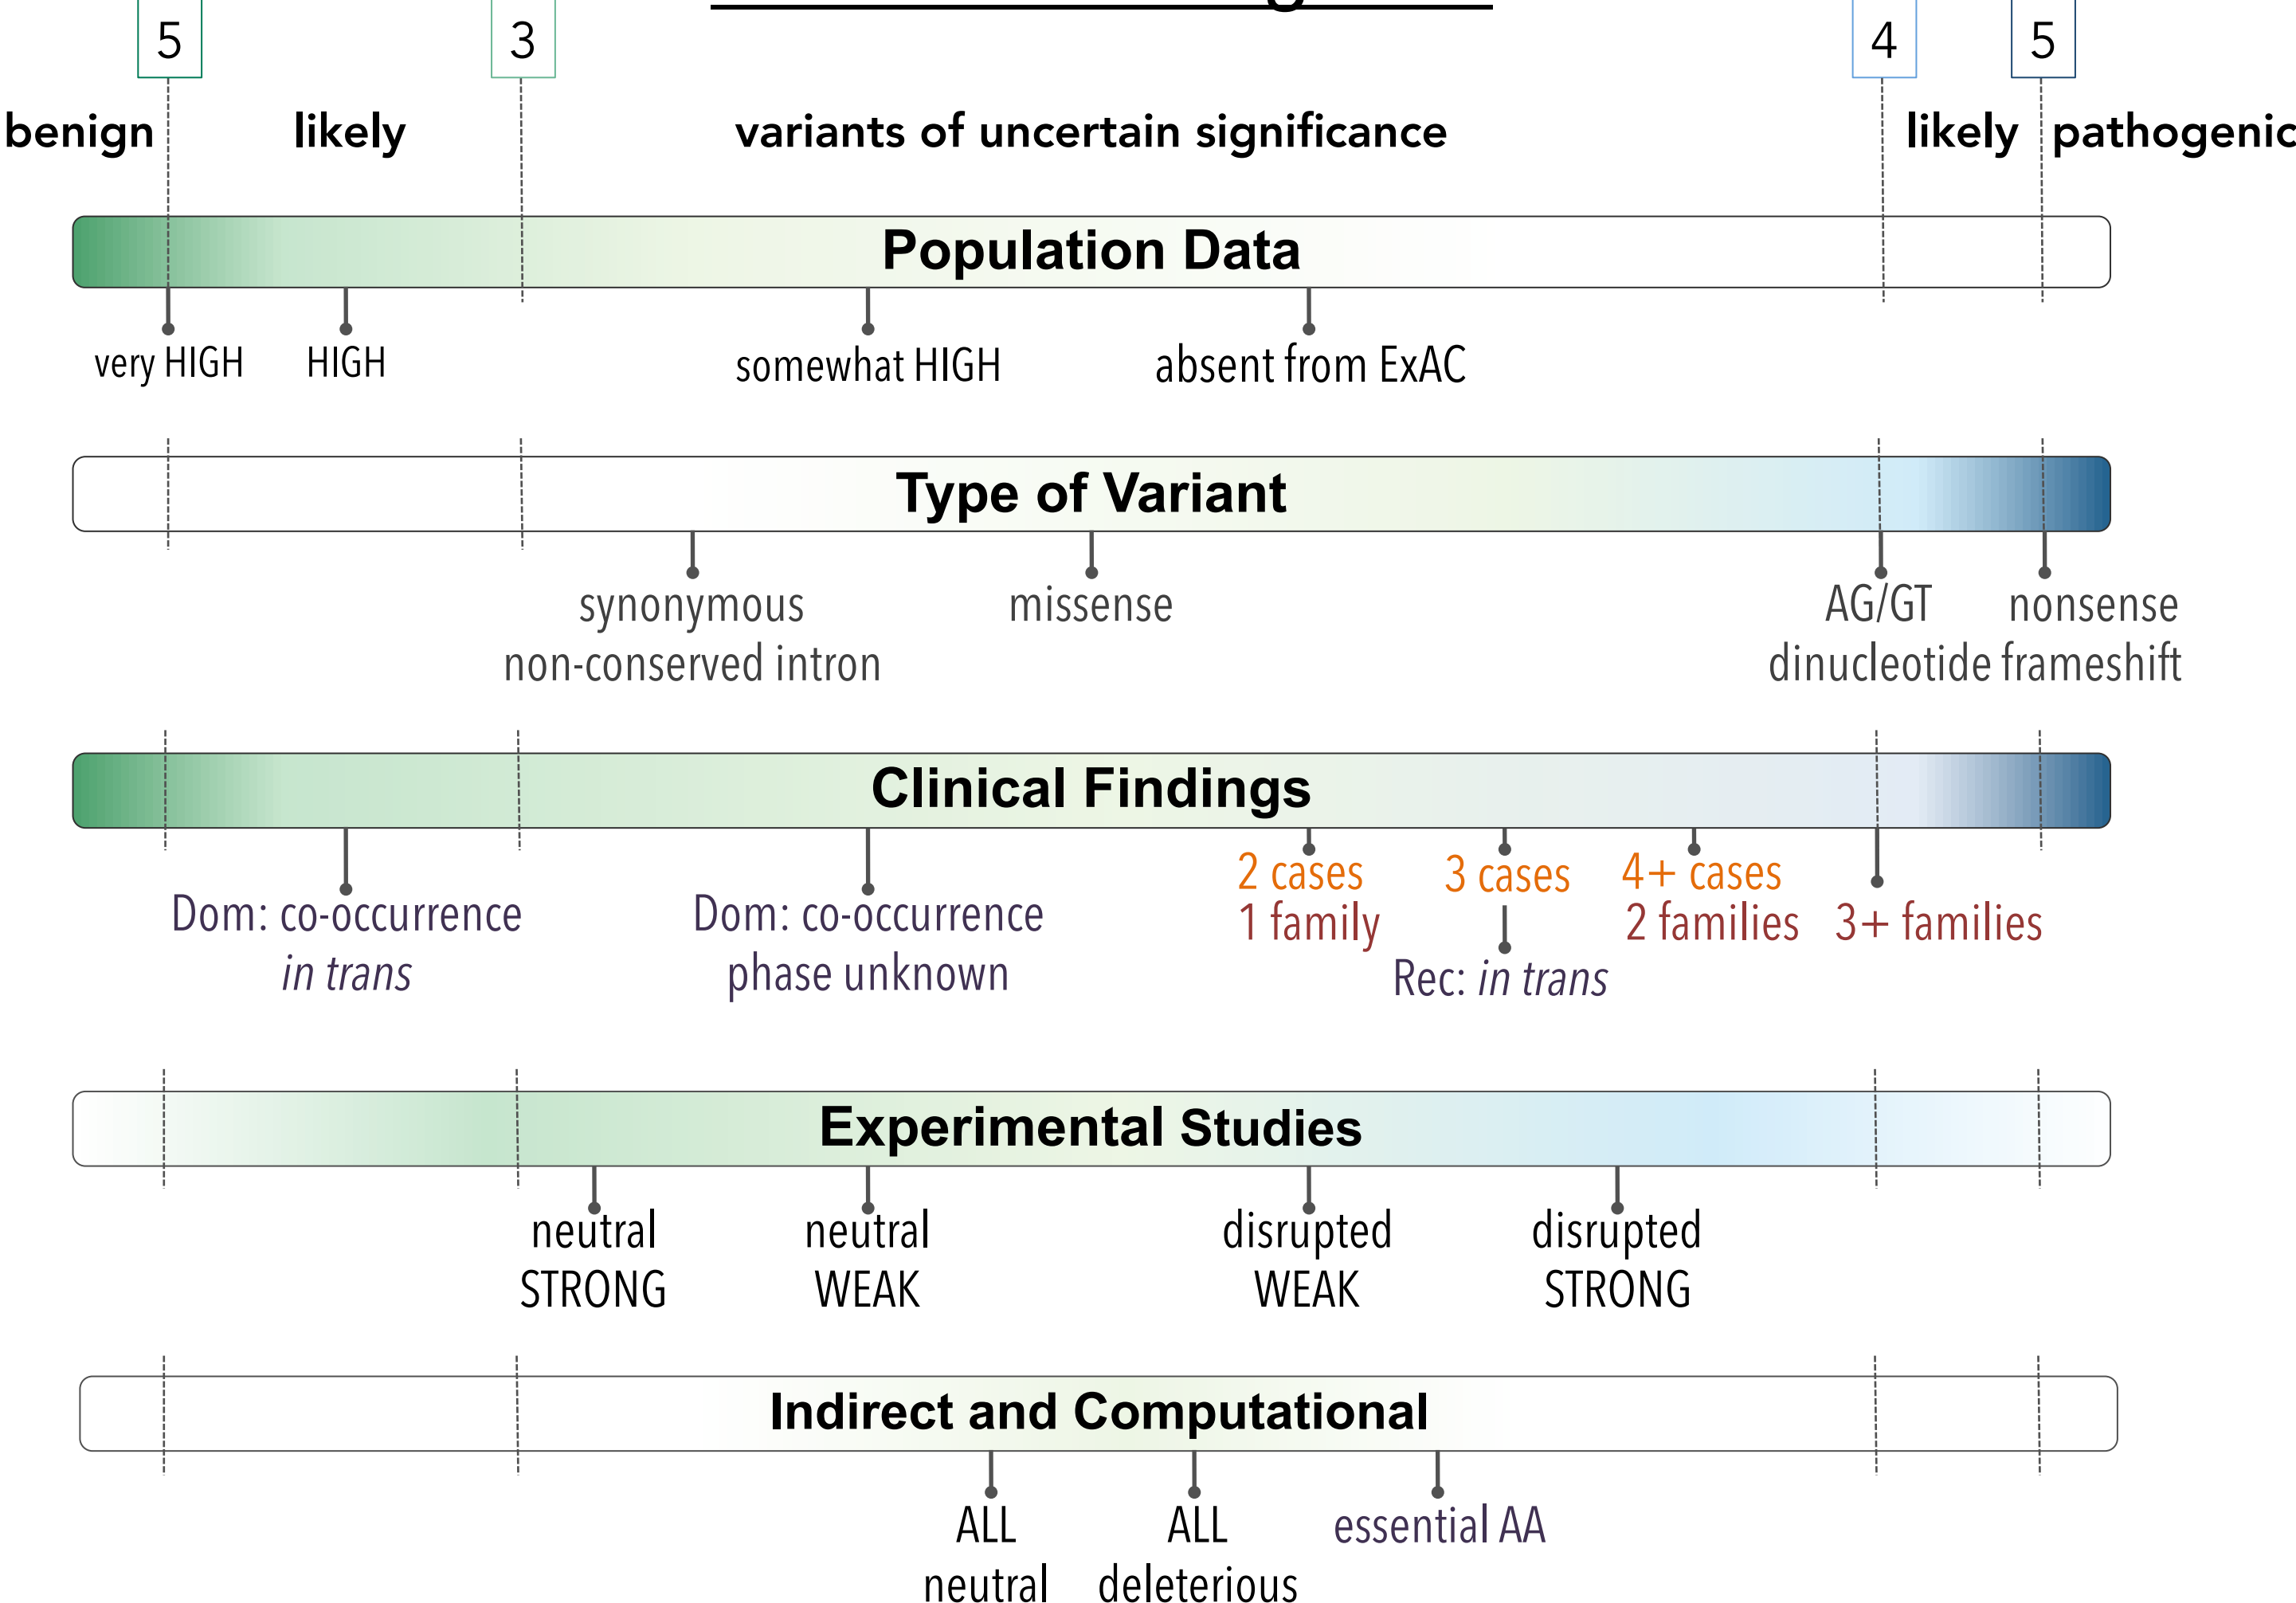 5 3 4 5
benign likely variants of uncertain significance likely pathogenic
Population Data
very HIGH HIGH somewhat HIGH absent from ExAC
Type of Variant
synonymous missense AG/GT nonsense
non-conserved intron dinucleotide frameshift
Clinical Findings
2 cases 3 cases 4+ cases
Dom: co-occurrence Dom: co-occurrence 1 family 2 families 3+ families
in trans phase unknown Rec: in trans
Experimental Studies
neutral neutral disrupted disrupted
STRONG WEAK WEAK STRONG
Indirect and Computational
ALL ALL essential AA
neutral deleterious